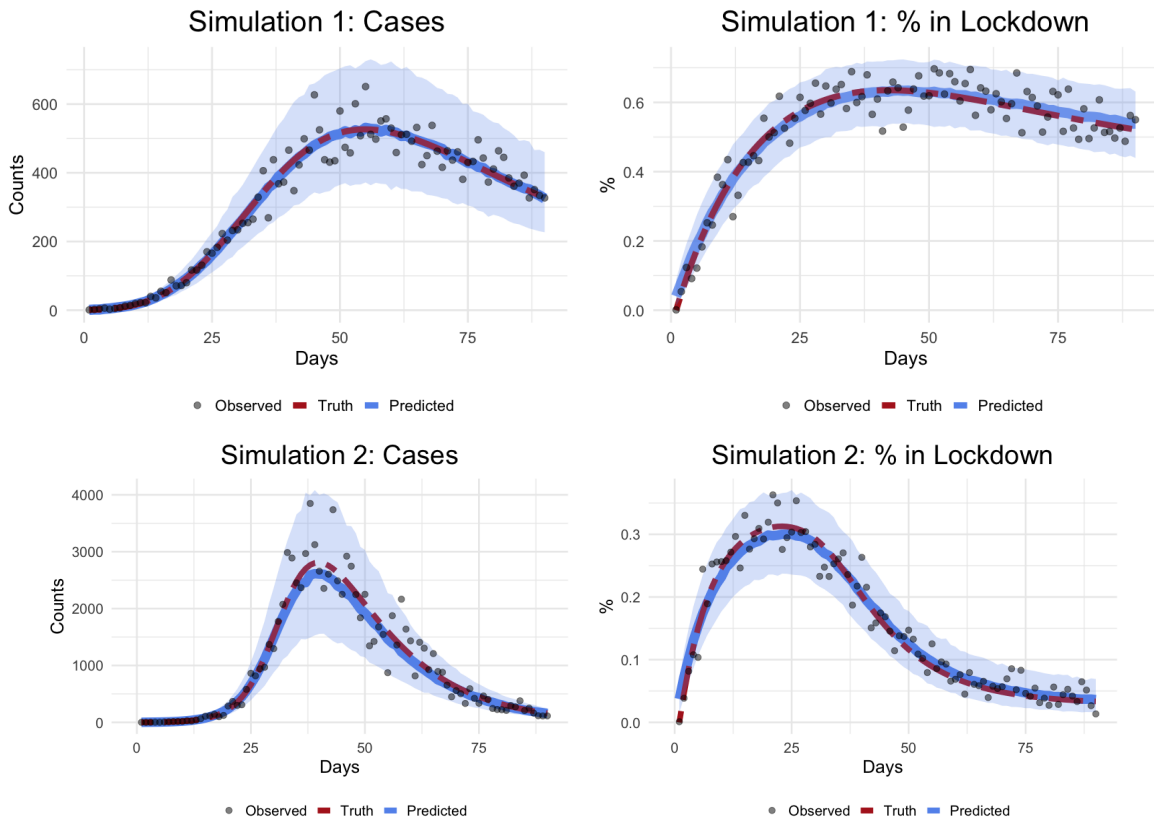 Simulation 1: Cases
Counts
600
400
200
0
0 25 50 75
Days
Observed Truth Predicted
Simulation 1: % in Lockdown
%
0.6
0.4
0.2
0.0
0 25 50 75
Days
Observed Truth Predicted
Simulation 2: Cases
Counts
4000
3000
2000
1000
0
0 25 50 75
Days
Observed Truth Predicted
Simulation 2: % in Lockdown
%
0.3
0.2
0.1
0.0
0 25 50 75
Days
Observed Truth Predicted